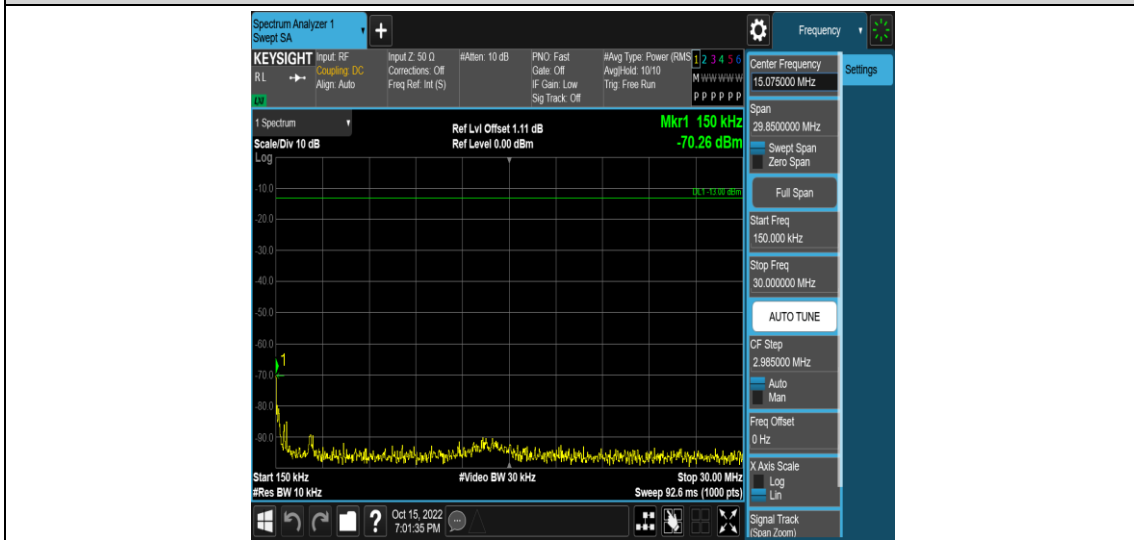 Spectrum Analyzer 1
Swept SA
+
Frequency
KEYSIGHT
RL
LXI
Input: RF
Coupling: DC
Align: Auto
Input Z: 50 Ω
Corrections: Off
Freq Ref: Int (S)
#Atten: 10 dB
PNO: Fast
Gate: Off
IF Gain: Low
Sig Track: Off
#Avg Type: Power (RMS
Avg|Hold: 10/10
Trig: Free Run
1 2 3 4 5 6
M W W W W W
P P P P P P
1 Spectrum
Scale/Div 10 dB
Ref Lvl Offset 1.11 dB
Ref Level 0.00 dBm
Mkr1 150 kHz
-70.26 dBm
Log
DL1 -13.00 dBm
-10.0
-20.0
-30.0
-40.0
-50.0
-60.0
1
-70.0
-80.0
-90.0
Start 150 kHz
#Video BW 30 kHz
Stop 30.00 MHz
#Res BW 10 kHz
Sweep 92.6 ms (1000 pts)
?
Oct 15, 2022
7:01:35 PM
Center Frequency
15.075000 MHz
Settings
Span
29.8500000 MHz
Swept Span
Zero Span
Full Span
Start Freq
150.000 kHz
Stop Freq
30.000000 MHz
AUTO TUNE
CF Step
2.985000 MHz
Auto
Man
Freq Offset
0 Hz
X Axis Scale
Log
Lin
Signal Track
(Span Zoom)